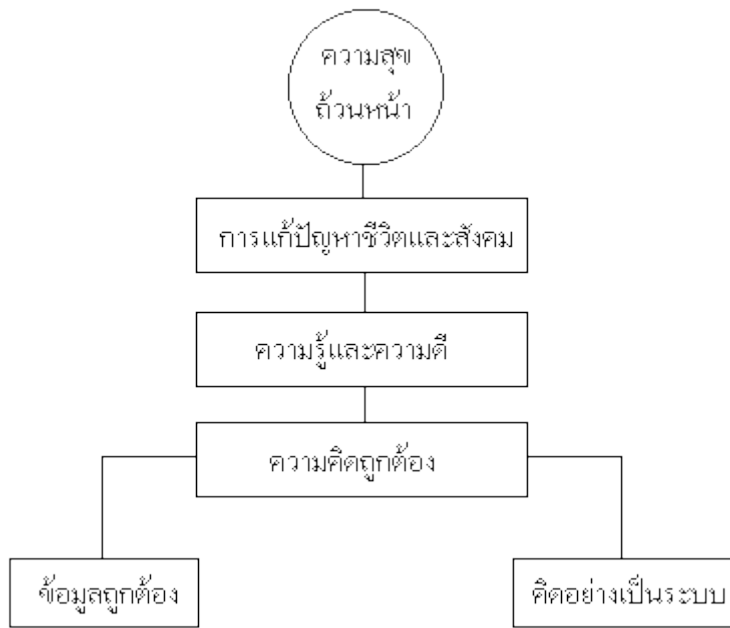 ความสุข
ถ้วนหน้า
การแก้ปัญหาชีวิตและสังคม
ความรู้และความดี
ความคิดถูกต้อง
ข้อมูลถูกต้อง
คิดอย่างเป็นระบบ